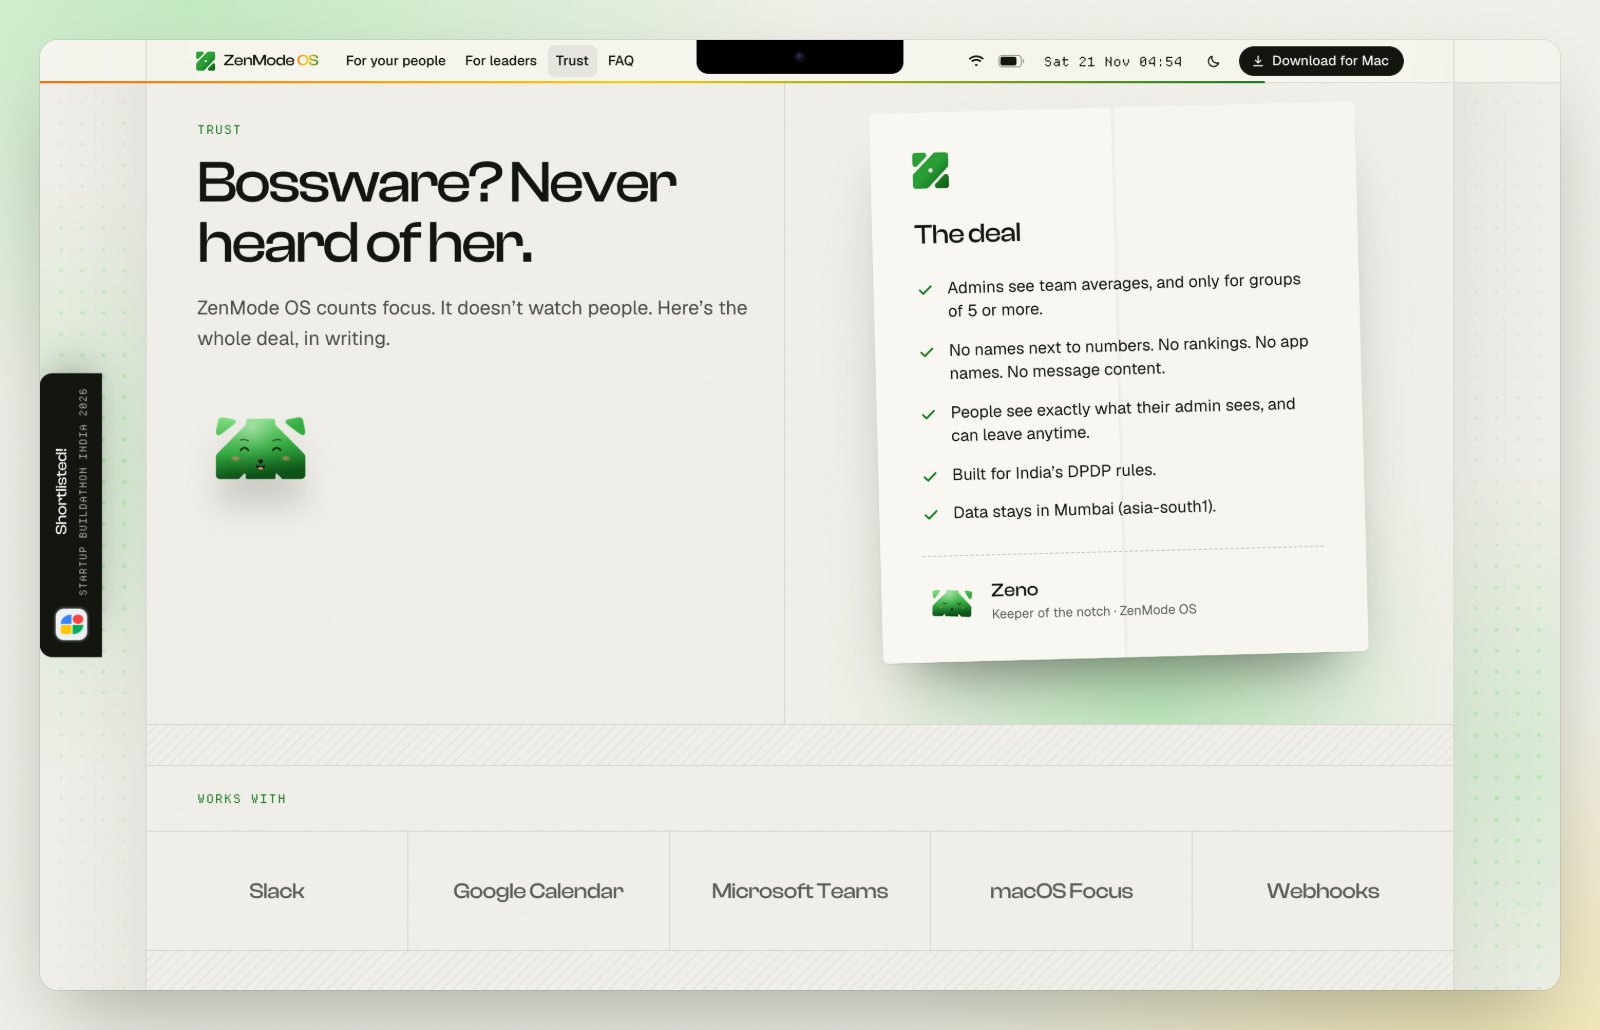 ZenMode OS
For your people
For leaders
Trust
FAQ
Sat 21 Nov 04:54
Download for Mac
TRUST
Bossware? Never
heard of her.
ZenMode OS counts focus. It doesn’t watch people. Here’s the
whole deal, in writing.
Shortlisted!
STARTUP BUILDATHON INDIA 2026
The deal
Admins see team averages, and only for groups
of 5 or more.
No names next to numbers. No rankings. No app
names. No message content.
People see exactly what their admin sees, and
can leave anytime.
Built for India’s DPDP rules.
Data stays in Mumbai (asia-south1).
Zeno
Keeper of the notch · ZenMode OS
WORKS WITH
Slack
Google Calendar
Microsoft Teams
macOS Focus
Webhooks